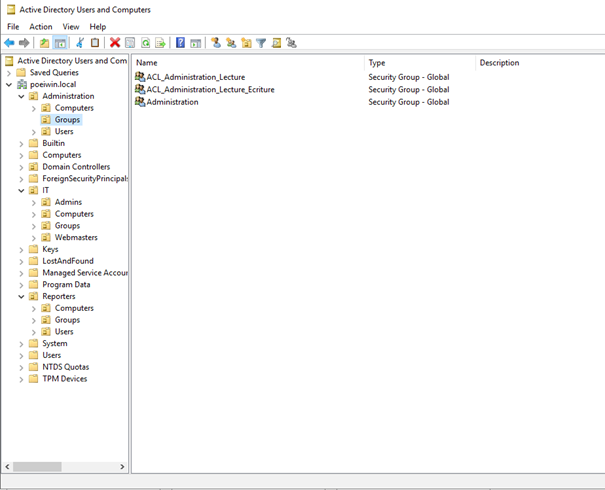 Active Directory Users and Computers
File Action View Help
Active Directory Users and Com
Saved Queries
poeiwin.local
Administration
Computers
Groups
Users
Builtin
Computers
Domain Controllers
ForeignSecurityPrincipals
IT
Admins
Computers
Groups
Webmasters
Keys
LostAndFound
Managed Service Accour
Program Data
Reporters
Computers
Groups
Users
System
Users
NTDS Quotas
TPM Devices
Name Type Description
ACL_Administration_Lecture Security Group - Global
ACL_Administration_Lecture_Ecriture Security Group - Global
Administration Security Group - Global